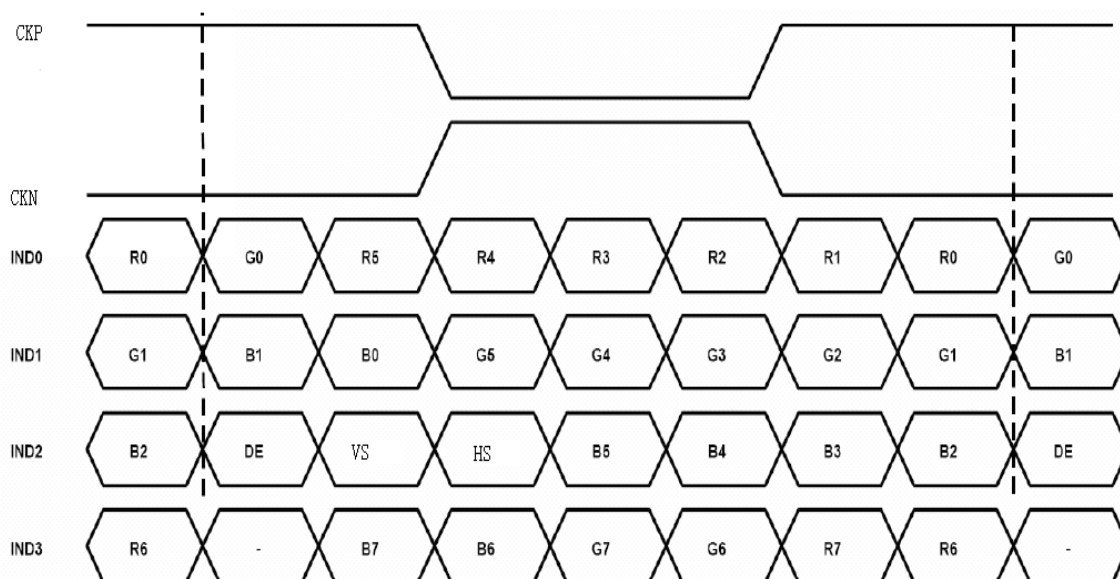 CKP
CKN
IND0 R0 G0 R5 R4 R3 R2 R1 R0 G0
IND1 G1 B1 B0 G5 G4 G3 G2 G1 B1
IND2 B2 DE VS HS B5 B4 B3 B2 DE
IND3 R6 - B7 B6 G7 G6 R7 R6 -